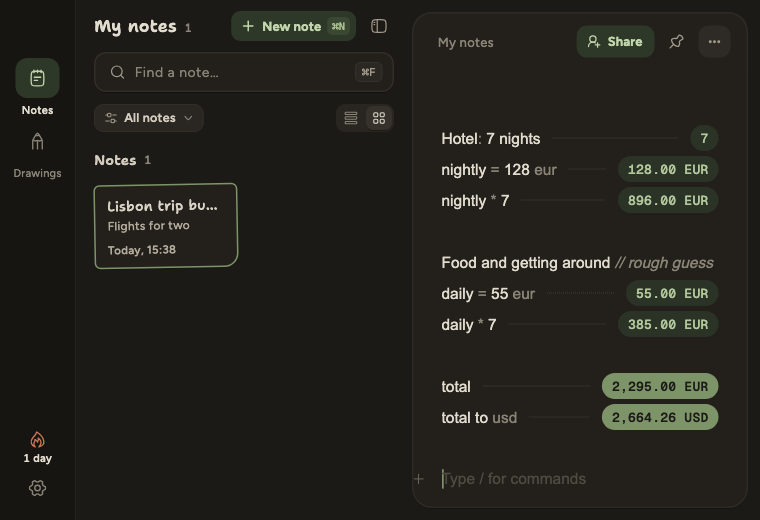 My notes 1
+ New note ⌘N
Find a note... ⌘F
All notes
Notes
Drawings
Notes 1
Lisbon trip bu...
Flights for two
Today, 15:38
1 day
My notes
Share
Hotel: 7 nights 7
nightly = 128 eur 128.00 EUR
nightly * 7 896.00 EUR
Food and getting around // rough guess
daily = 55 eur 55.00 EUR
daily * 7 385.00 EUR
total 2,295.00 EUR
total to usd 2,664.26 USD
+ Type / for commands